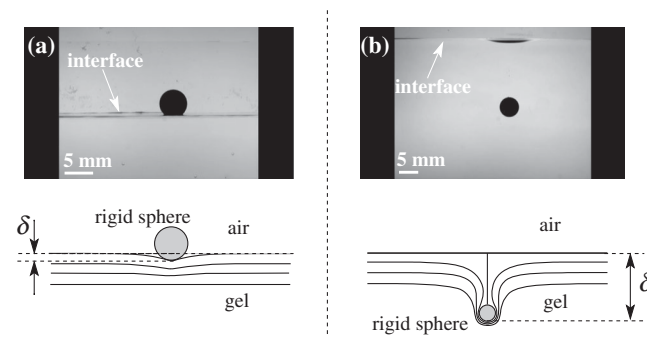 (a)
interface
5 mm
δ
rigid sphere
air
gel
(b)
interface
5 mm
air
δ
gel
rigid sphere